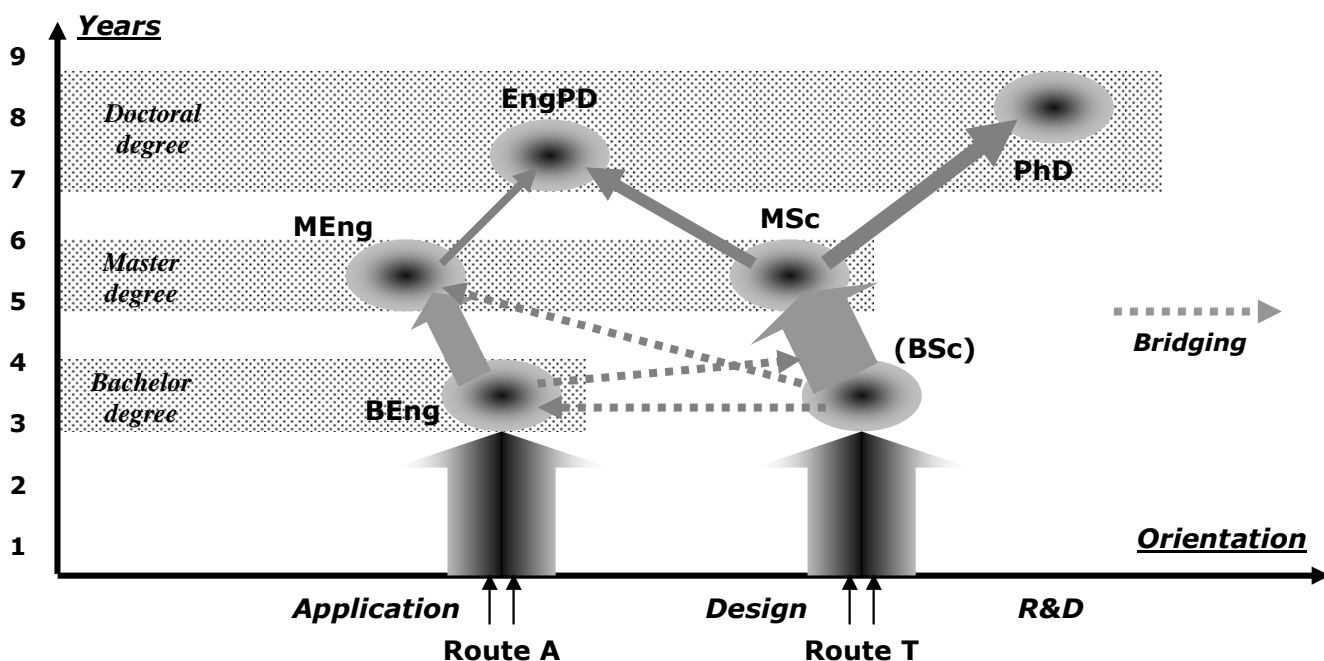 Years
9
8
7
6
5
4
3
2
1
Doctoral
degree
EngPD
PhD
MEng
MSc
Master
degree
(BSc)
Bridging
Bachelor
degree
BEng
Orientation
Application
Design
R&D
Route A
Route T